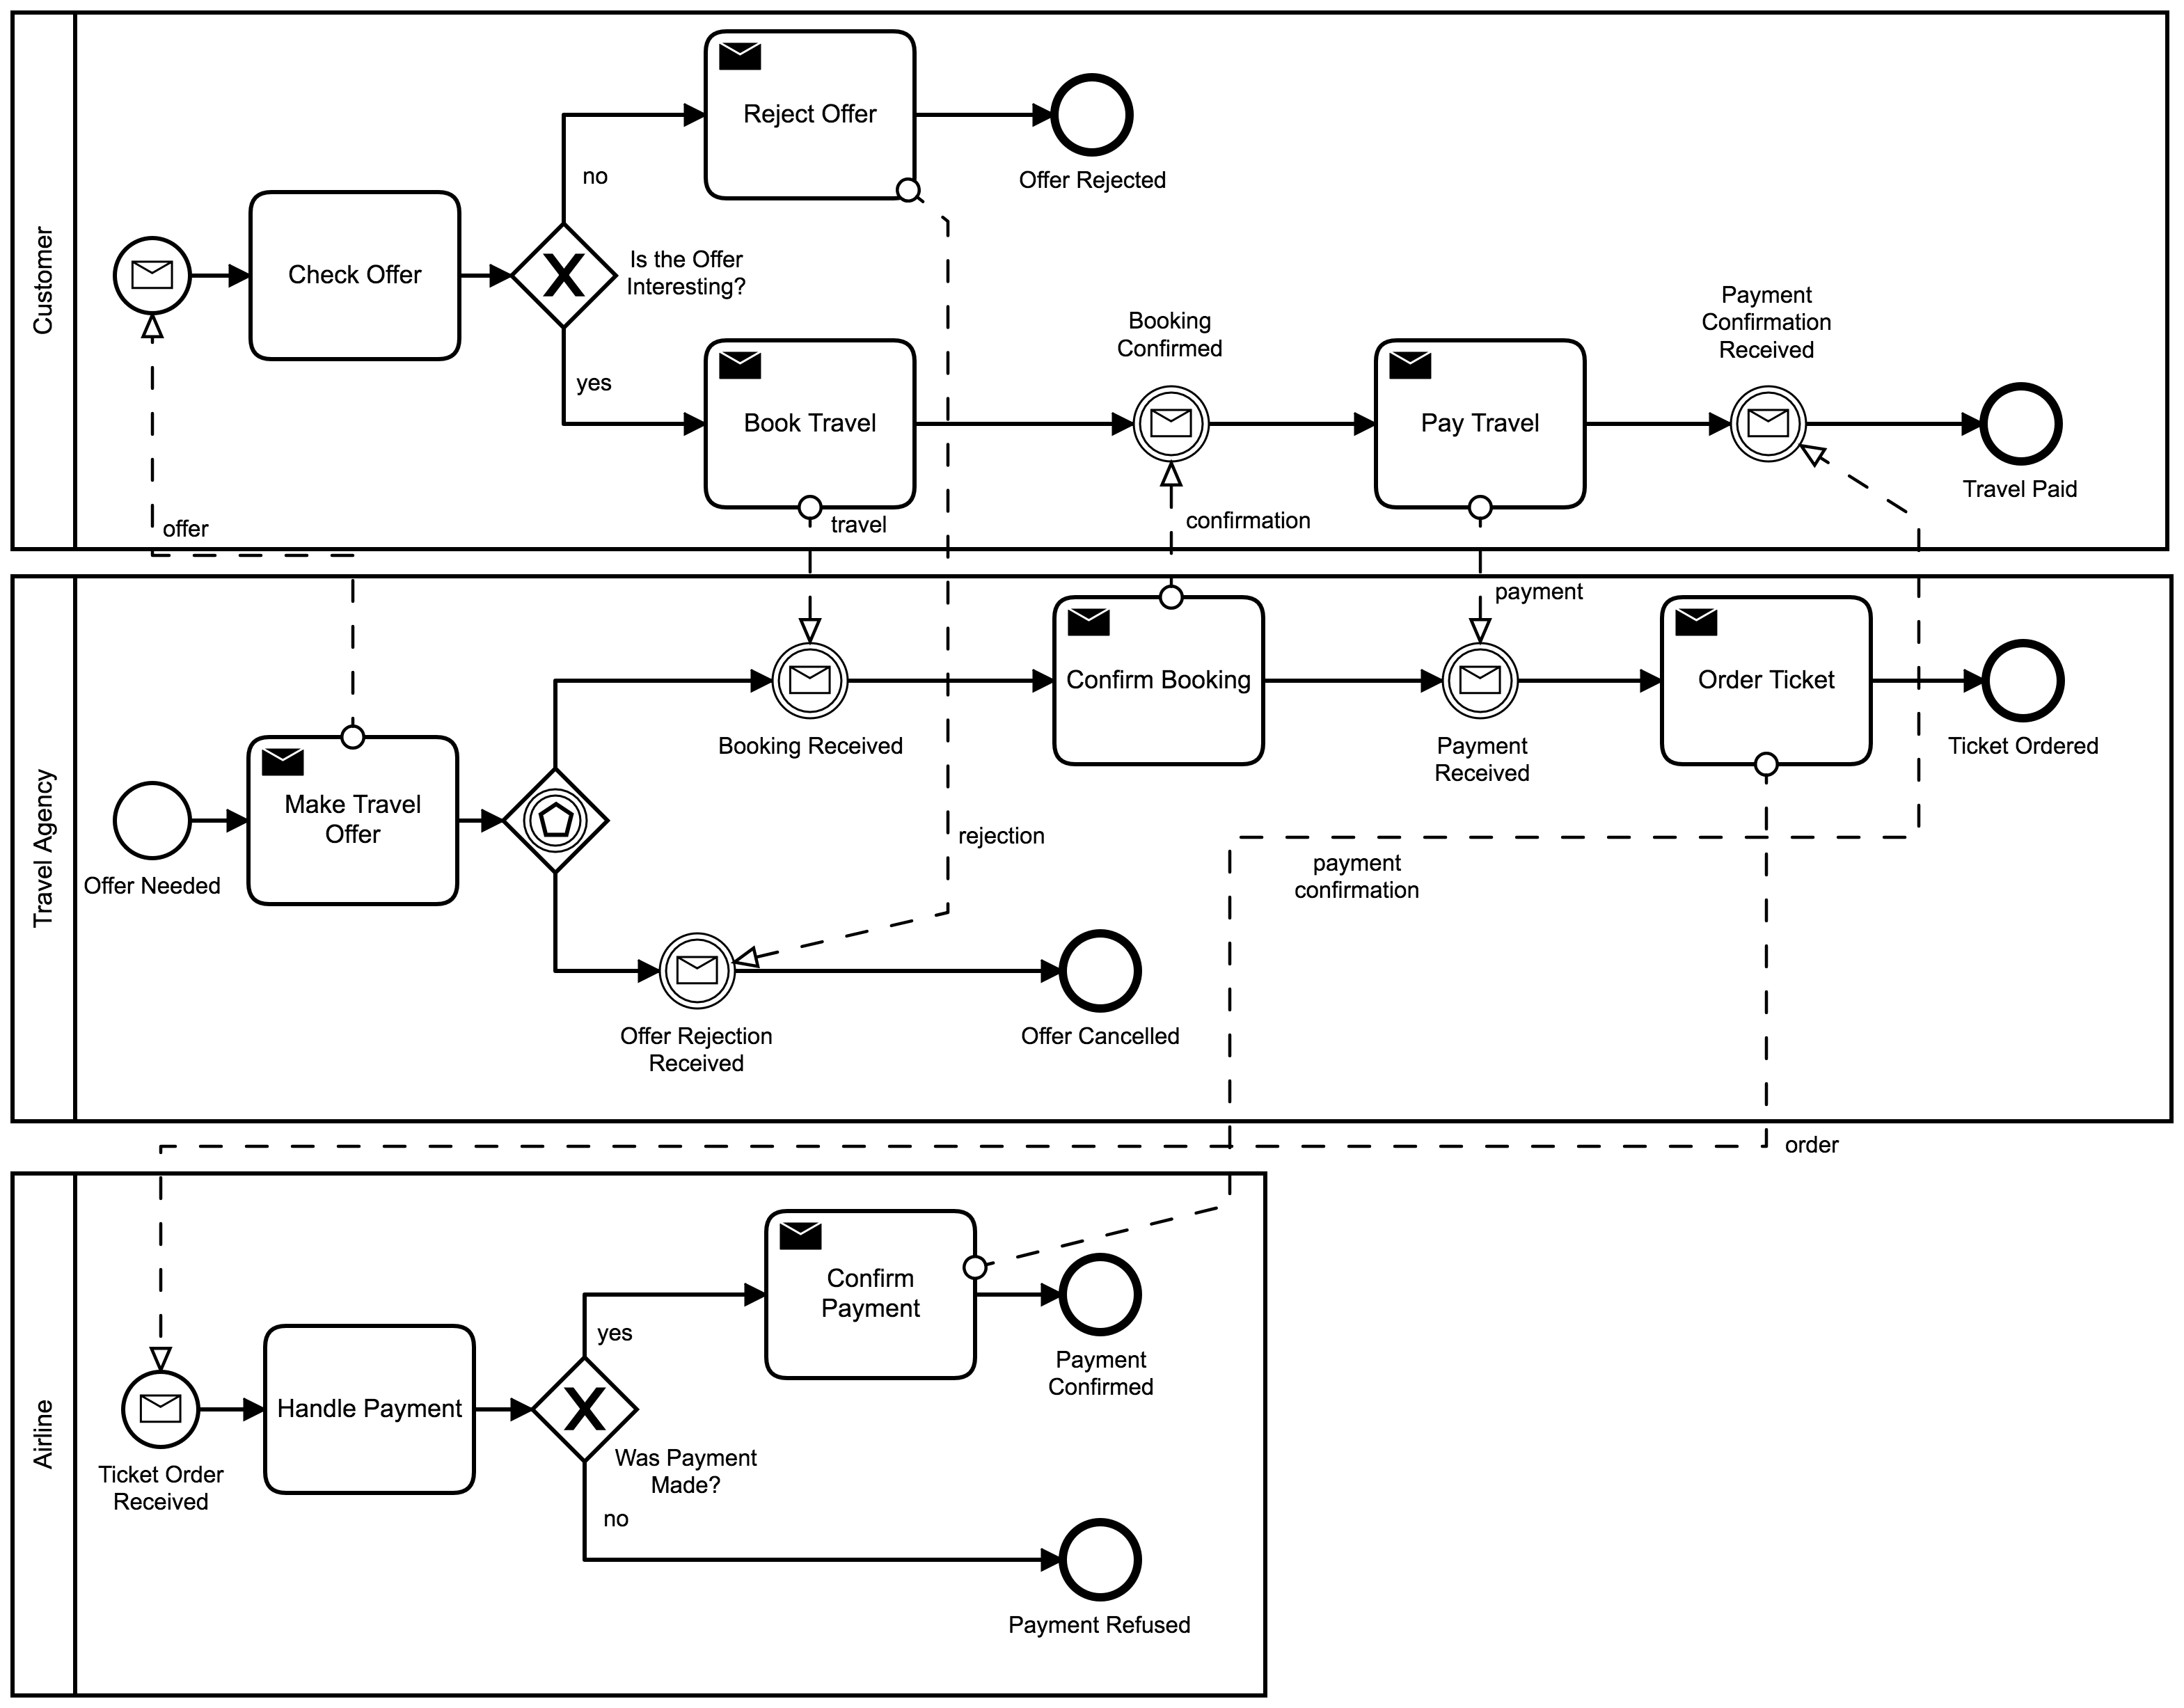 Customer
Reject Offer
Offer Rejected
no
Check Offer
Is the Offer
Interesting?
yes
Book Travel
Booking
Confirmed
Pay Travel
Payment
Confirmation
Received
Travel Paid
offer
travel
confirmation
payment
Travel Agency
Offer Needed
Make Travel
Offer
Booking Received
Confirm Booking
Payment
Received
Order Ticket
Ticket Ordered
rejection
payment
confirmation
Offer Rejection
Received
Offer Cancelled
order
Airline
Ticket Order
Received
Handle Payment
yes
Was Payment
Made?
no
Confirm
Payment
Payment
Confirmed
Payment Refused